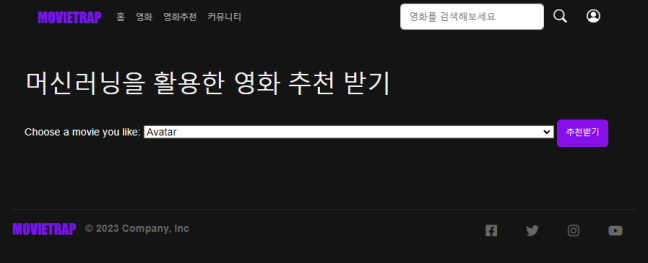 MOVIETRAP 홈 영화 영화추천 커뮤니티 영화를 검색해보세요
머신러닝을 활용한 영화 추천 받기
Choose a movie you like: Avatar 추천받기
MOVIETRAP © 2023 Company, Inc